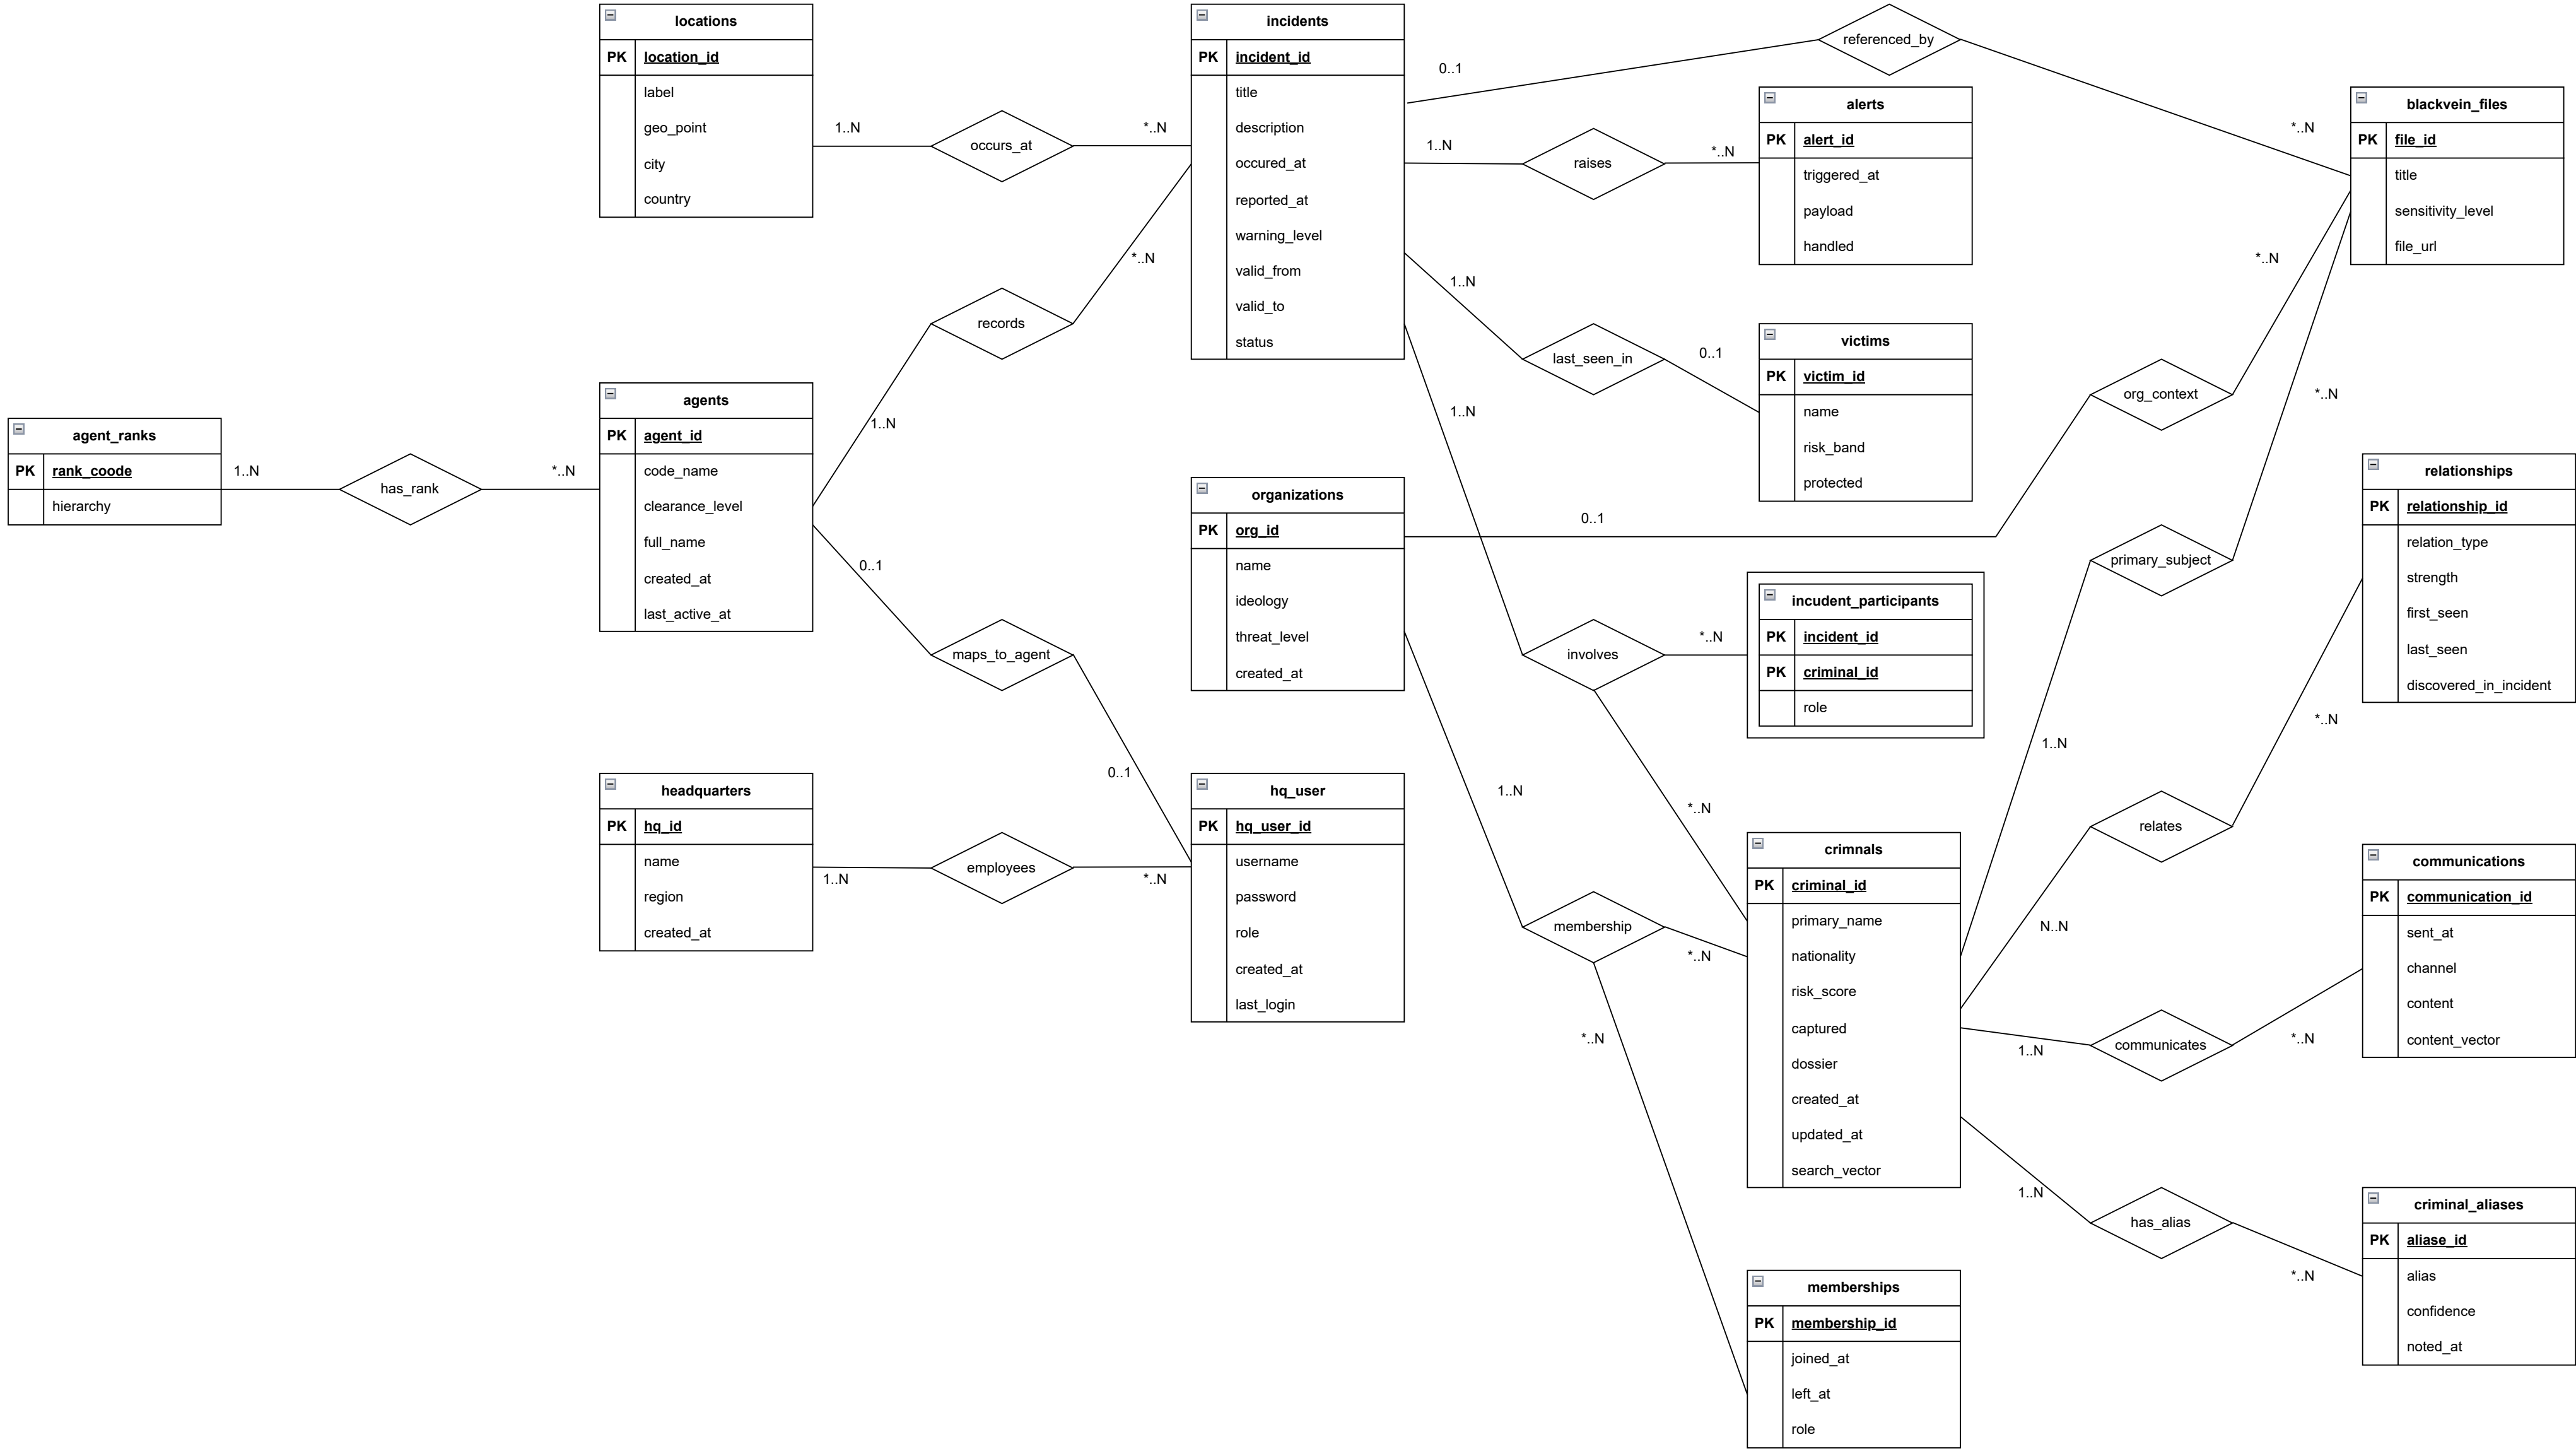 locations
PK location_id
label
geo_point
city
country
incidents
PK incident_id
title
description
occured_at
reported_at
warning_level
valid_from
valid_to
status
referenced_by
0..1
*..N
alerts
PK alert_id
triggered_at
payload
handled
blackvein_files
PK file_id
title
sensitivity_level
file_url
1..N
occurs_at
*..N
1..N
raises
*..N
records
*..N
1..N
1..N
last_seen_in
0..1
victims
PK victim_id
name
risk_band
protected
*..N
org_context
0..1
*..N
primary_subject
1..N
agent_ranks
PK rank_coode
hierarchy
1..N
has_rank
*..N
agents
PK agent_id
code_name
clearance_level
full_name
created_at
last_active_at
organizations
PK org_id
name
ideology
threat_level
created_at
relationships
PK relationship_id
relation_type
strength
first_seen
last_seen
discovered_in_incident
0..1
maps_to_agent
0..1
1..N
involves
*..N
*..N
incudent_participants
PK incident_id
PK criminal_id
role
*..N
relates
N..N
headquarters
PK hq_id
name
region
created_at
1..N
employees
*..N
hq_user
PK hq_user_id
username
password
role
created_at
last_login
1..N
membership
*..N
*..N
crimnals
PK criminal_id
primary_name
nationality
risk_score
captured
dossier
created_at
updated_at
search_vector
communications
PK communication_id
sent_at
channel
content
content_vector
1..N
communicates
*..N
1..N
has_alias
*..N
criminal_aliases
PK aliase_id
alias
confidence
noted_at
memberships
PK membership_id
joined_at
left_at
role